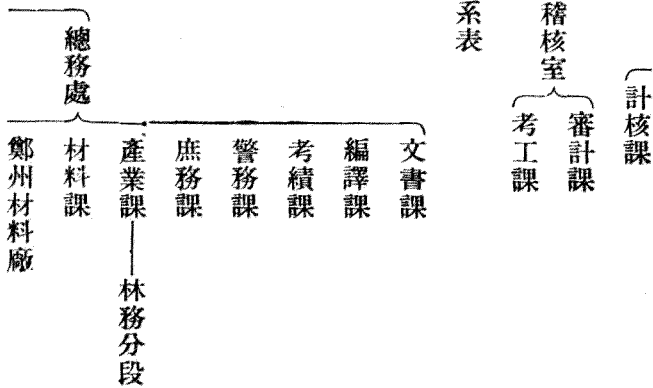 計核課
稽核室
審計課
考工課
系表
總務處
文書課
編譯課
考績課
警務課
庶務課
產業課
林務分段
材料課
鄭州材料廠